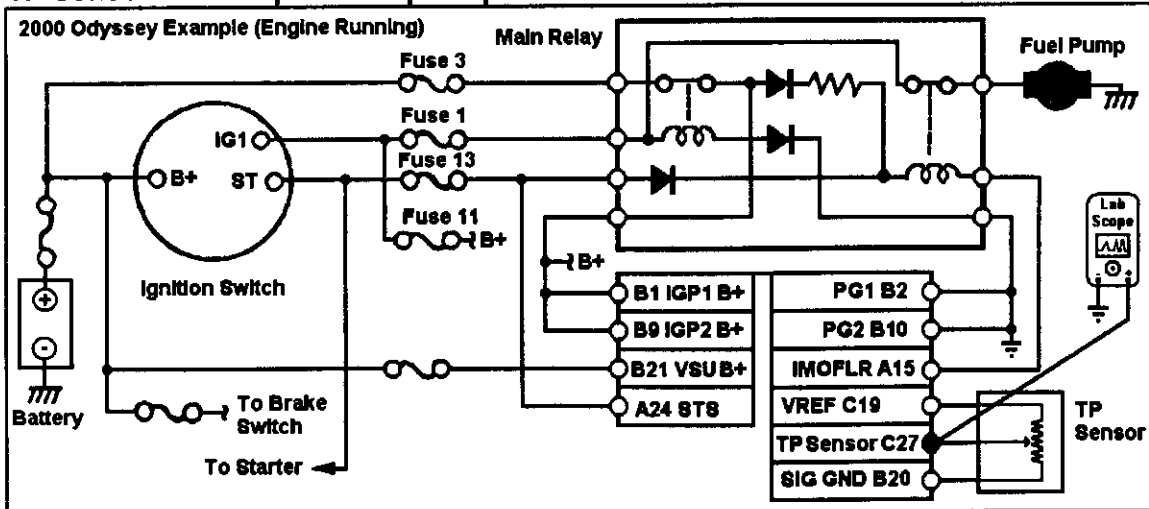 2000 Odyssey Example (Engine Running)
Main Relay
Fuel Pump
Fuse 3
IG1
Fuse 1
B+
ST
Fuse 13
Fuse 11
B+
Ignition Switch
B+
Lab
Scope
- +
+
-
Battery
To Brake
Switch
To Starter
B1 IGP1 B+
B9 IGP2 B+
B21 VSU B+
A24 STS
PG1 B2
PG2 B10
IMOFLR A15
VREF C19
TP Sensor C27
SIG GND B20
TP
Sensor